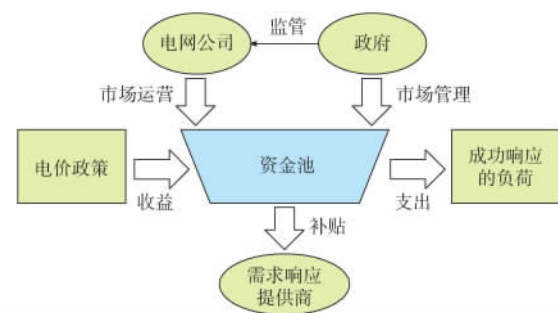 监管
电网公司
政府
市场运营
市场管理
电价政策
收益
资金池
支出
成功响应
的负荷
补贴
需求响应
提供商